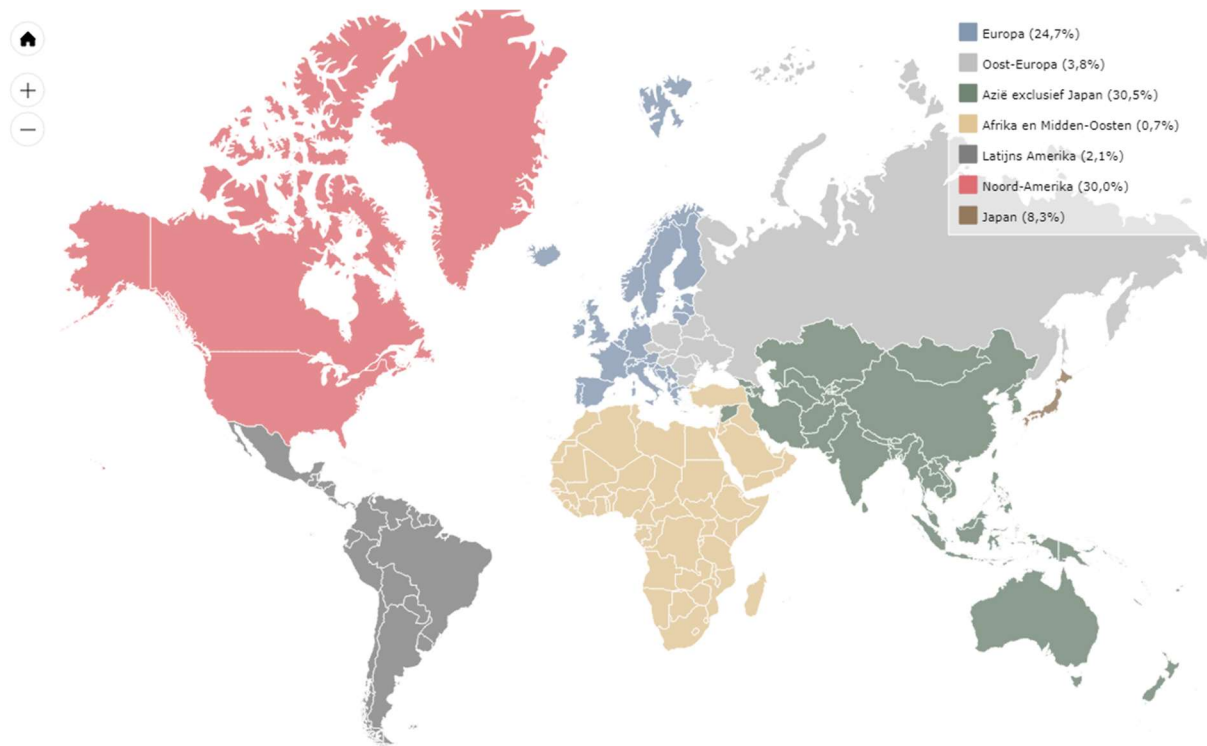 Europa (24,7%)
Oost-Europa (3,8%)
Azië exclusief Japan (30,5%)
Afrika en Midden-Oosten (0,7%)
Latijns Amerika (2,1%)
Noord-Amerika (30,0%)
Japan (8,3%)